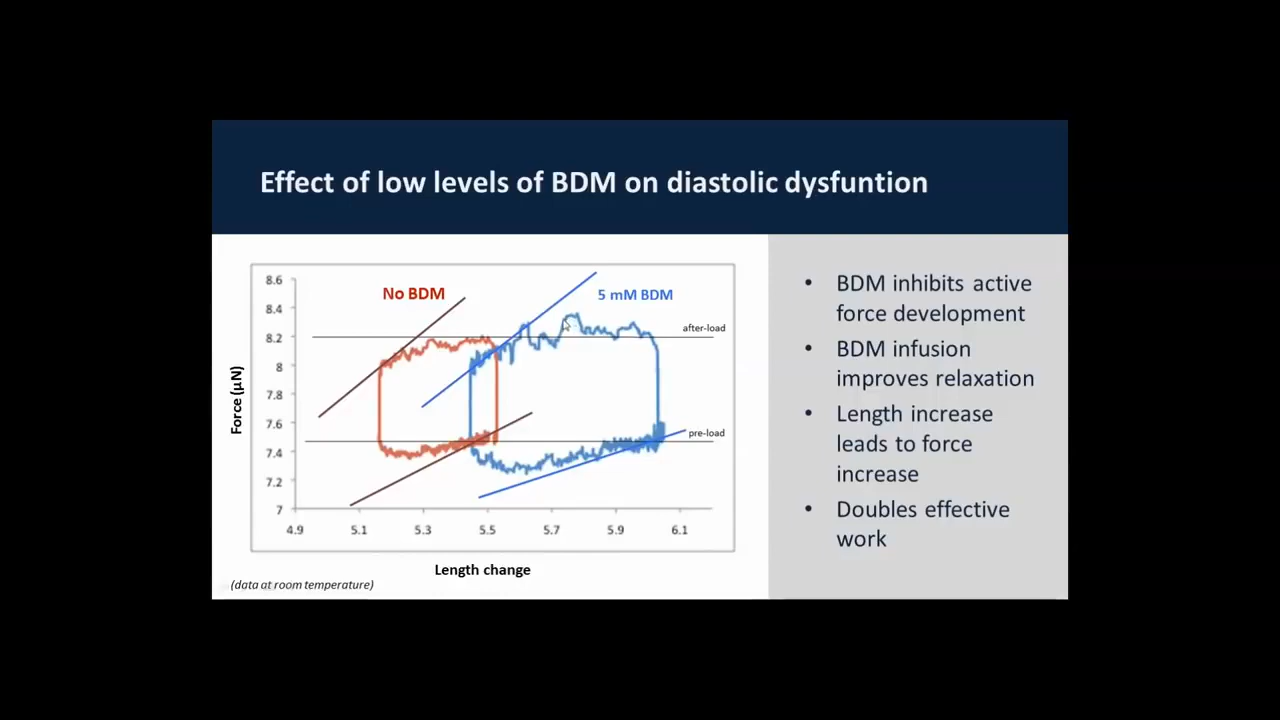 Effect of low levels of BDM on diastolic dysfuntion
8.6
8.4
8.2
8
7.8
7.6
7.4
7.2
7
Force (µN)
No BDM
5 mM BDM
after-load
pre-load
4.9 5.1 5.3 5.5 5.7 5.9 6.1
Length change
(data at room temperature)
• BDM inhibits active
force development
• BDM infusion
improves relaxation
• Length increase
leads to force
increase
• Doubles effective
work